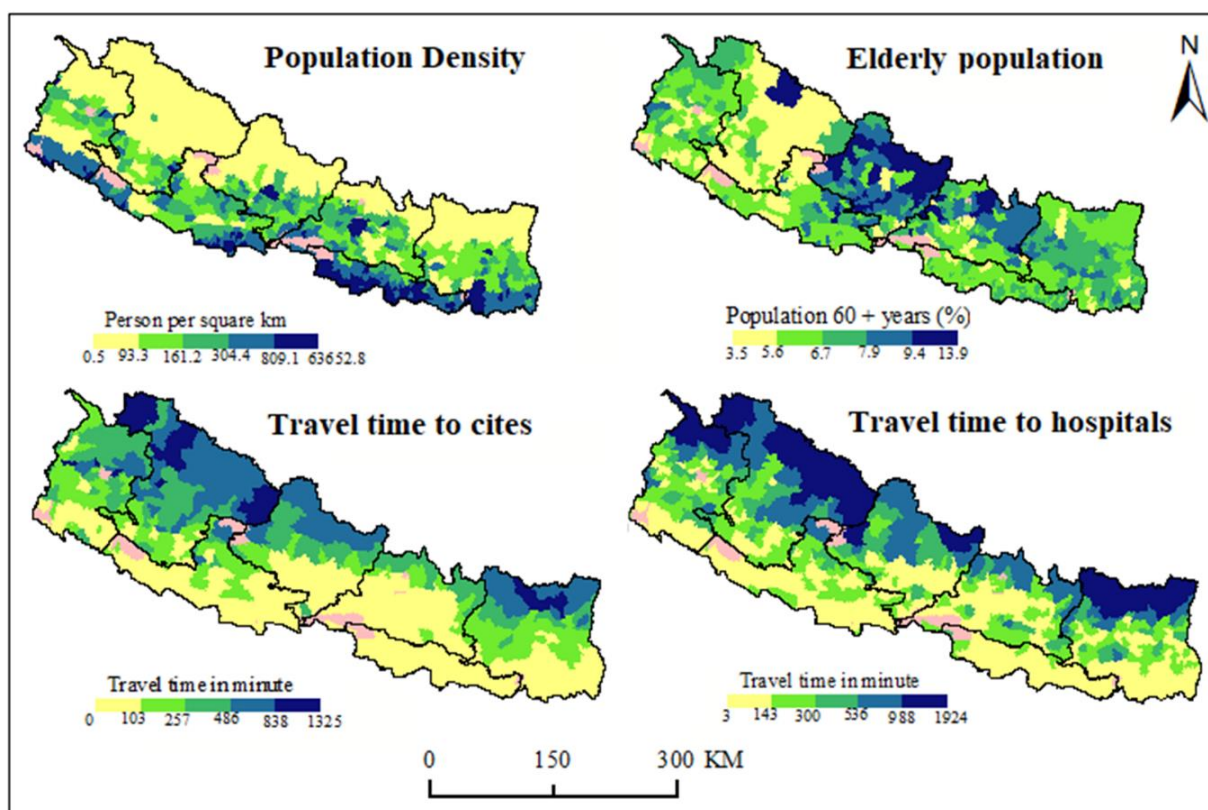 Population Density
Elderly population
N
Person per square km
0.5 93.3 161.2 304.4 809.1 63652.8
Population 60 + years (%)
3.5 5.6 6.7 7.9 9.4 13.9
Travel time to cites
Travel time to hospitals
Travel time in minute
0 103 257 486 838 1325
Travel time in minute
3 143 300 536 988 1924
0 150 300 KM